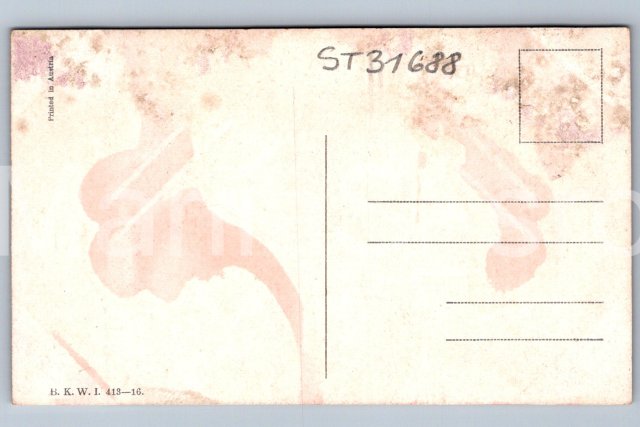 ST31688
Printed in Austria
B. K. W. I. 413—16.